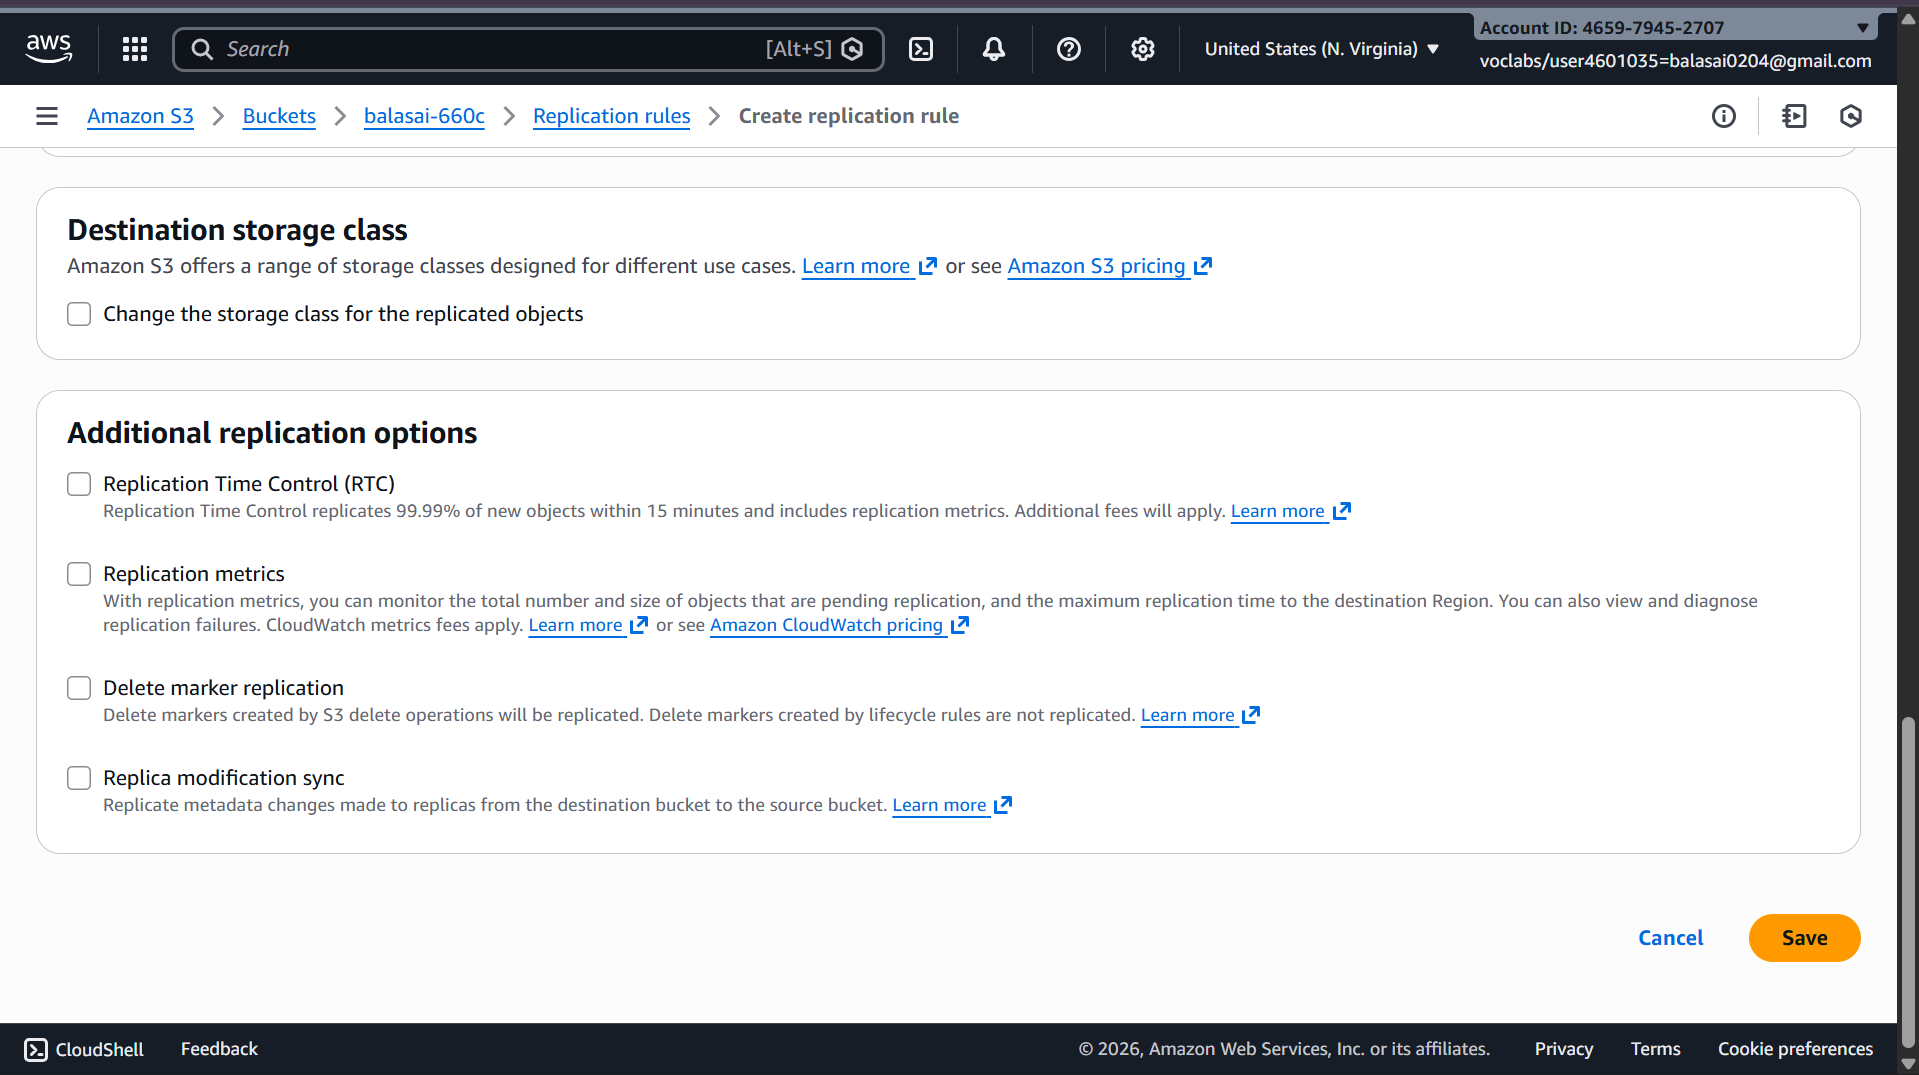 aws
Search [Alt+S]
United States (N. Virginia)
Account ID: 4659-7945-2707
voclabs/user4601035=balasai0204@gmail.com
Amazon S3 > Buckets > balasai-660c > Replication rules > Create replication rule
Destination storage class
Amazon S3 offers a range of storage classes designed for different use cases. Learn more or see Amazon S3 pricing
Change the storage class for the replicated objects
Additional replication options
Replication Time Control (RTC)
Replication Time Control replicates 99.99% of new objects within 15 minutes and includes replication metrics. Additional fees will apply. Learn more
Replication metrics
With replication metrics, you can monitor the total number and size of objects that are pending replication, and the maximum replication time to the destination Region. You can also view and diagnose
replication failures. CloudWatch metrics fees apply. Learn more or see Amazon CloudWatch pricing
Delete marker replication
Delete markers created by S3 delete operations will be replicated. Delete markers created by lifecycle rules are not replicated. Learn more
Replica modification sync
Replicate metadata changes made to replicas from the destination bucket to the source bucket. Learn more
Cancel Save
CloudShell Feedback © 2026, Amazon Web Services, Inc. or its affiliates. Privacy Terms Cookie preferences